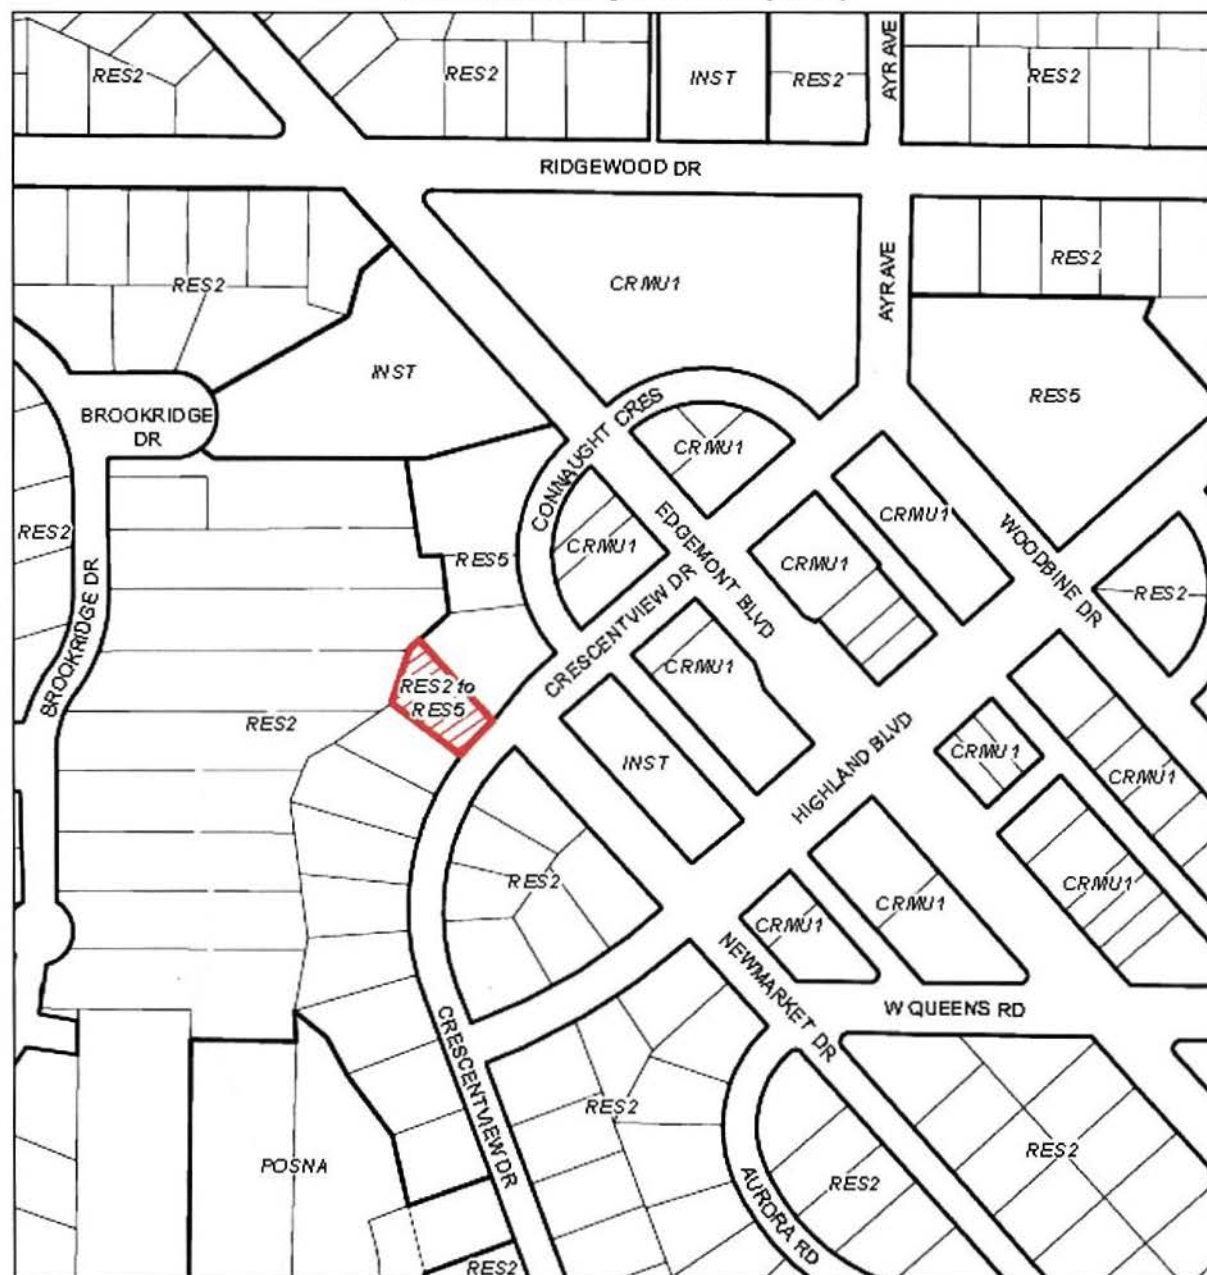 AYR AVE
RES2
RES2
INST
RES2
RES2
RIDGEWOOD DR
RES2
CRMU1
AYR AVE
RES2
INST
RES5
BROOKRIDGE
DR
CONNAUGHT CRES
CRMU1
RES2
RES5
CRMU1
EDGEMONT BLVD
CRMU1
CRMU1
WOODBINE DR
RES2
BROOKRIDGE DR
CRESCENTVIEW DR
CRMU1
RES2 to
RES5
RES2
INST
HIGHLAND BLVD
CRMU1
CRMU1
RES2
CRMU1
CRMU1
CRMU1
NEWMARKET DR
W QUEENS RD
CRESCENTVIEW DR
RES2
RES2
POSNA
RES2
AURORA RD
RES2